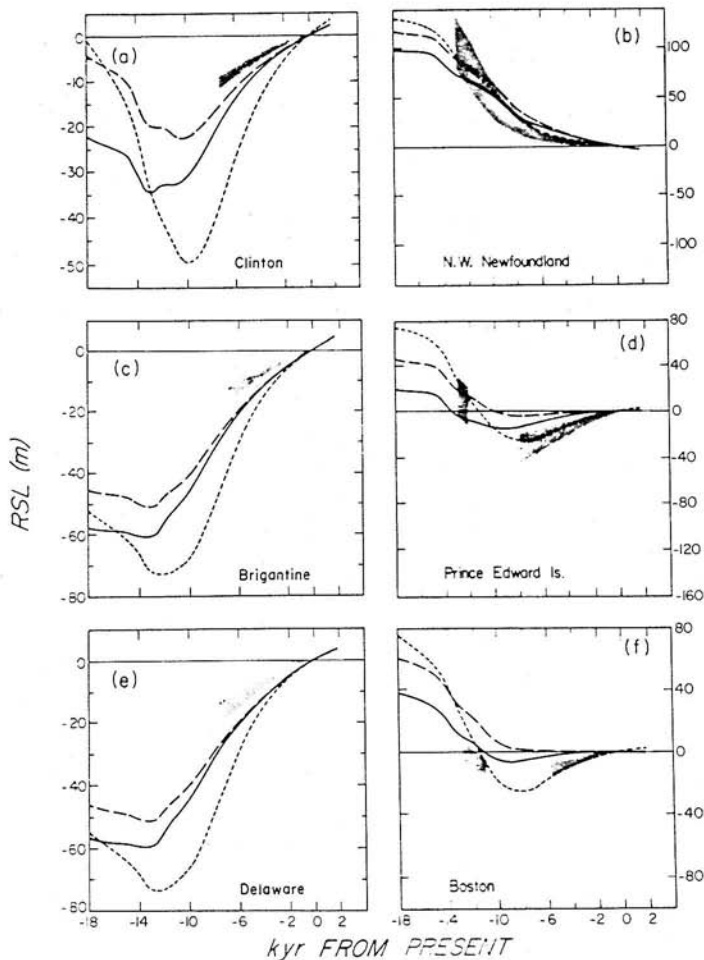 0
-10
-20
-30
-40
-50
(a)
Clinton
100
50
0
-50
-100
(b)
N.W. Newfoundland
0
-20
-40
-60
-80
(c)
Brigantine
80
40
0
-40
-80
-120
-160
(d)
Prince Edward Is.
0
-20
-40
-60
-80
(e)
Delaware
-18 -14 -10 -6 -2 0 2
80
40
0
-40
-80
(f)
Boston
-18 -14 -10 -6 -2 0 2
RSL (m)
kyr FROM PRESENT